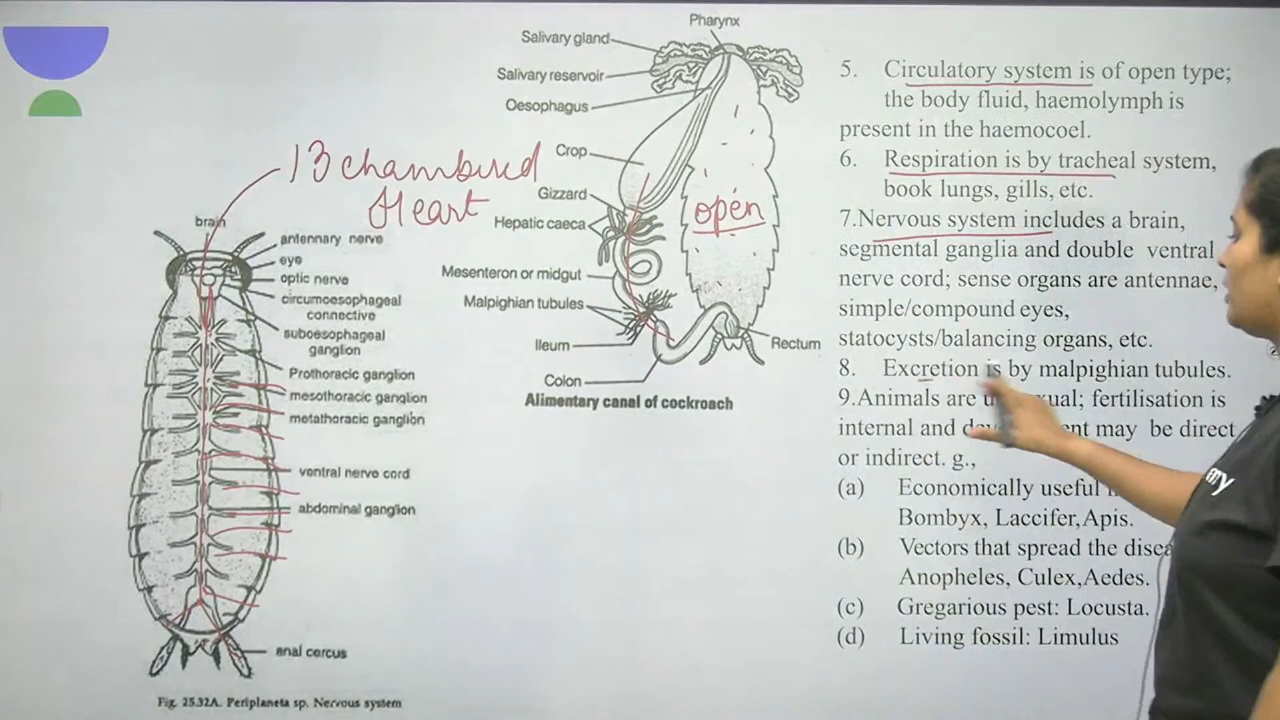 Pharynx
Salivary gland
Salivary reservoir
Oesophagus
Crop
Gizzard
Hepatic caeca
Mesenteron or midgut
Malpighian tubules
Ileum
Colon
Rectum
Alimentary canal of cockroach
open
13 chambured
Heart
brain
antennary nerve
eye
optic nerve
circumoesophageal
connective
suboesophageal
ganglion
Prothoracic ganglion
mesothoracic ganglion
metathoracic ganglion
ventral nerve cord
abdominal ganglion
anal cercus
Fig. 25.32A. Periplaneta sp. Nervous system
5. Circulatory system is of open type;
the body fluid, haemolymph is
present in the haemocoel.
6. Respiration is by tracheal system,
book lungs, gills, etc.
7.Nervous system includes a brain,
segmental ganglia and double ventral
nerve cord; sense organs are antennae,
simple/compound eyes,
statocysts/balancing organs, etc.
8. Excretion is by malpighian tubules.
9.Animals are fertilisation is
internal and may be direct
or indirect. g.,
(a) Economically useful
Bombyx, Laccifer,Apis.
(b) Vectors that spread the
Anopheles, Culex,Aedes.
(c) Gregarious pest: Locusta.
(d) Living fossil: Limulus